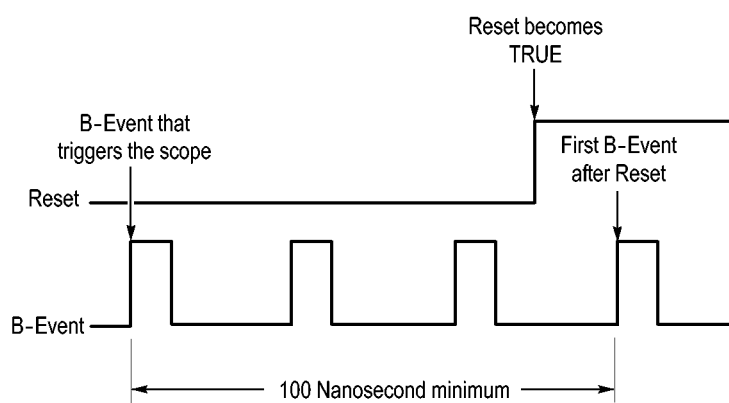 Reset becomes
TRUE
B-Event that
triggers the scope
First B-Event
after Reset
Reset
B-Event
100 Nanosecond minimum